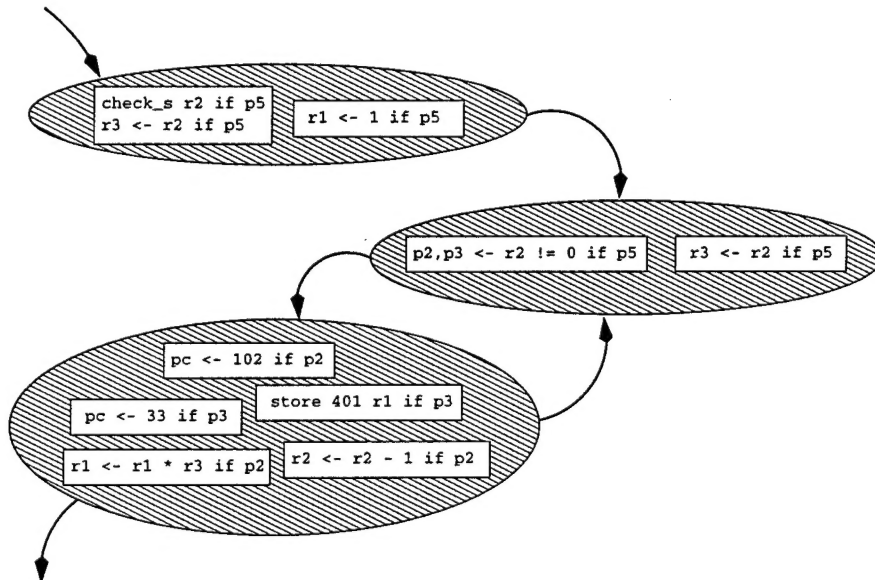 check_s r2 if p5
r3 <- r2 if p5
r1 <- 1 if p5
p2,p3 <- r2 != 0 if p5
r3 <- r2 if p5
pc <- 102 if p2
store 401 r1 if p3
pc <- 33 if p3
r1 <- r1 * r3 if p2
r2 <- r2 - 1 if p2